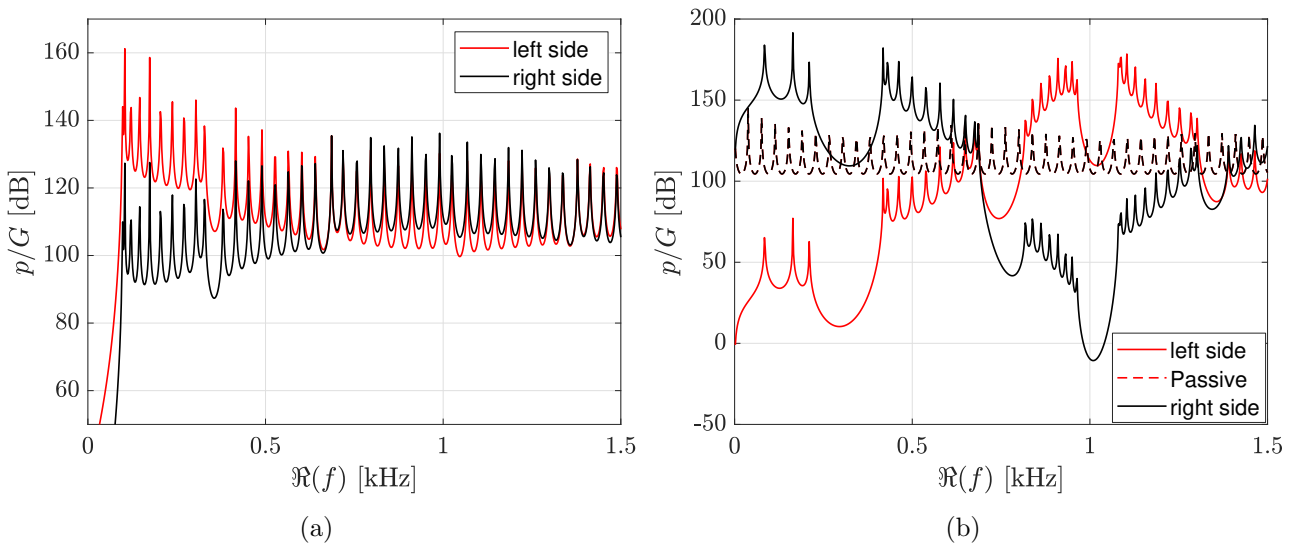 160
140
120
100
80
60
p/G [dB]
0
0.5
1
1.5
ℜ(f) [kHz]
left side
right side
(a)
200
150
100
50
0
-50
p/G [dB]
0
0.5
1
1.5
ℜ(f) [kHz]
left side
Passive
right side
(b)